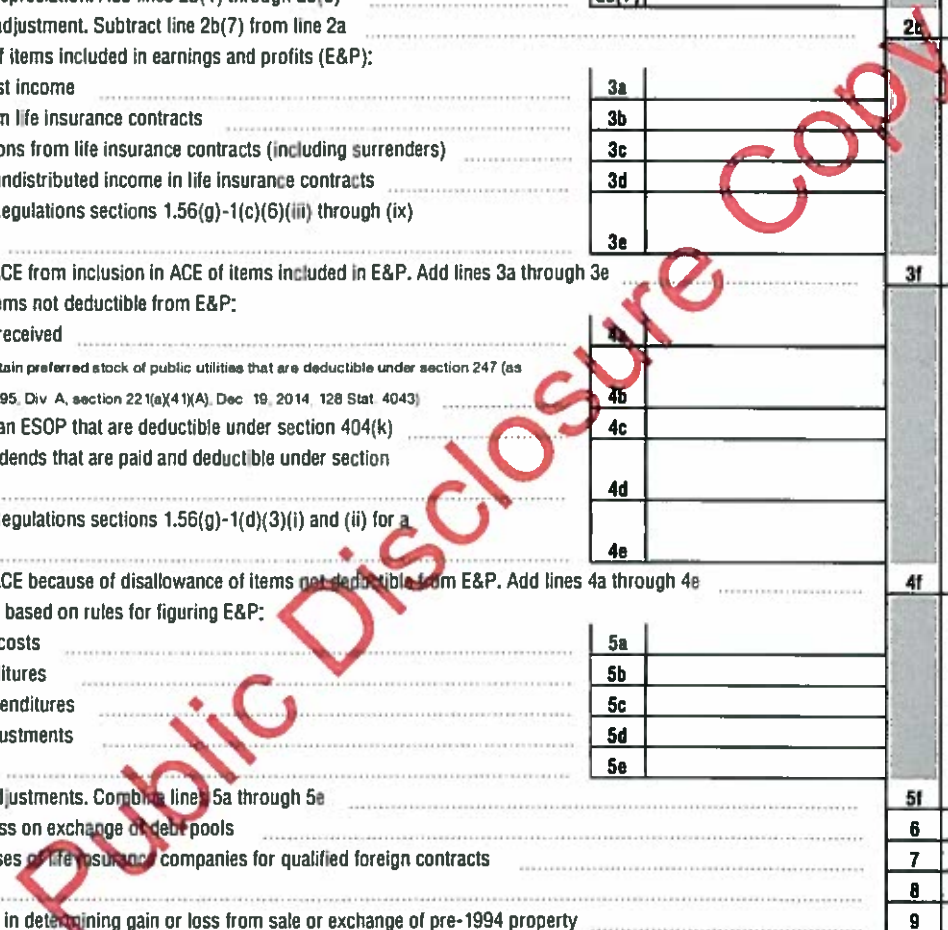 adjustment. Subtract line 2b(7) from line 2a
of items included in earnings and profits (E&P):
st income 3a
m life insurance contracts 3b
ons from life insurance contracts (including surrenders) 3c
undistributed income in life insurance contracts 3d
egulations sections 1.56(g)-1(c)(6)(iii) through (ix)
3e
CE from inclusion in ACE of items included in E&P. Add lines 3a through 3e 3f
ems not deductible from E&P:
received 4a
tain preferred stock of public utilities that are deductible under section 247 (as
95, Div A, section 221(a)(41)(A), Dec 19, 2014, 128 Stat 4043) 4b
an ESOP that are deductible under section 404(k) 4c
dends that are paid and deductible under section
4d
egulations sections 1.56(g)-1(d)(3)(i) and (ii) for a
4e
CE because of disallowance of items not deductible from E&P. Add lines 4a through 4e 4f
based on rules for figuring E&P:
costs 5a
itures 5b
enditures 5c
ustments 5d
5e
justments. Combine lines 5a through 5e 5f
ss on exchange of debt pools 6
ses of life insurance companies for qualified foreign contracts 7
8
in determining gain or loss from sale or exchange of pre-1994 property 9
Public Disclosure Copy